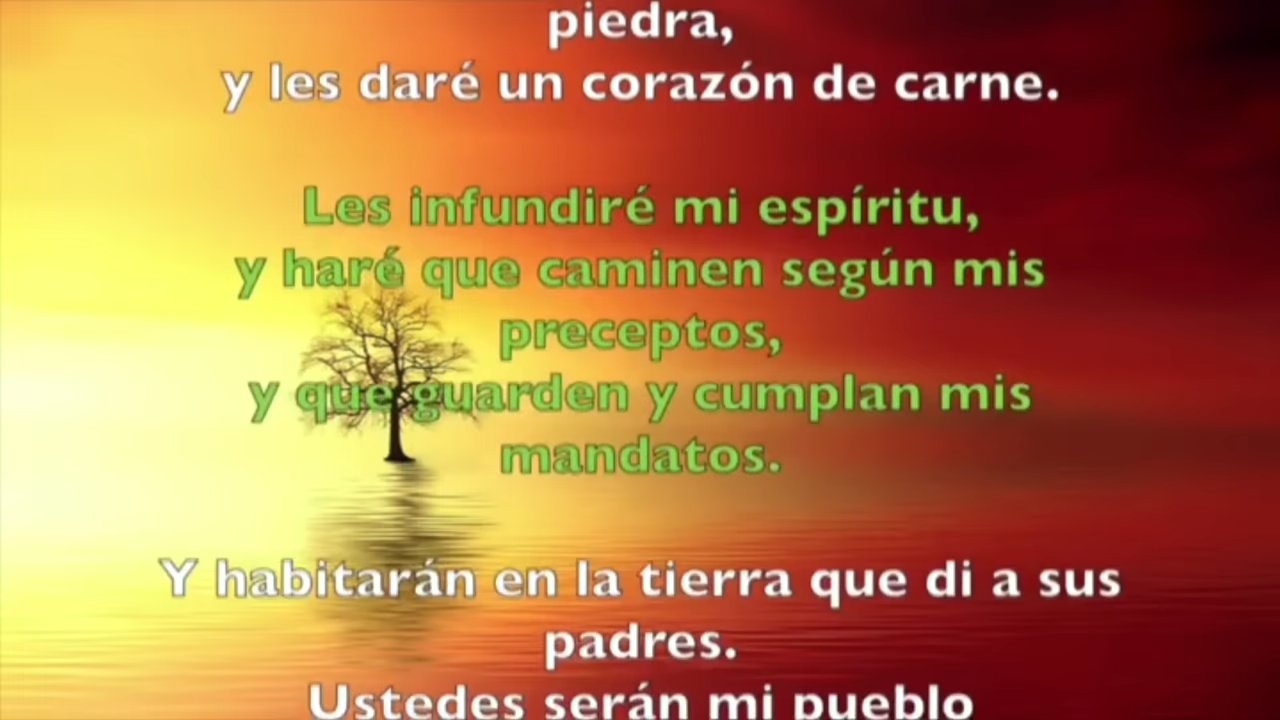 piedra,
y les daré un corazón de carne.
Les infundiré mi espíritu,
y haré que caminen según mis
preceptos,
y que guarden y cumplan mis
mandatos.
Y habitarán en la tierra que di a sus
padres.
Ustedes serán mi pueblo